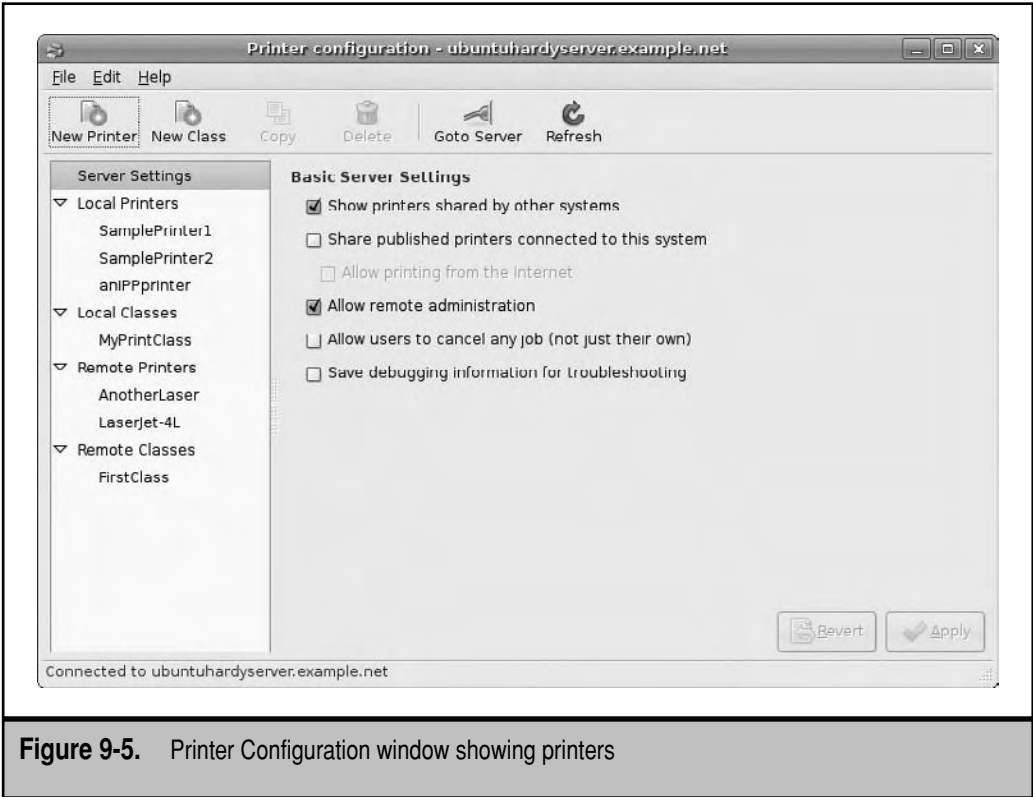 Printer configuration - ubuntuhardyserver.example.net
File Edit Help
New Printer New Class Copy Delete Goto Server Refresh
Server Settings
Local Printers
SamplePrinter1
SamplePrinter2
anIPPprinter
Local Classes
MyPrintClass
Remote Printers
AnotherLaser
LaserJet-4L
Remote Classes
FirstClass
Basic Server Settings
Show printers shared by other systems
Share published printers connected to this system
Allow printing from the Internet
Allow remote administration
Allow users to cancel any job (not just their own)
Save debugging information for troubleshooting
Revert Apply
Connected to ubuntuhardyserver.example.net
Figure 9-5. Printer Configuration window showing printers